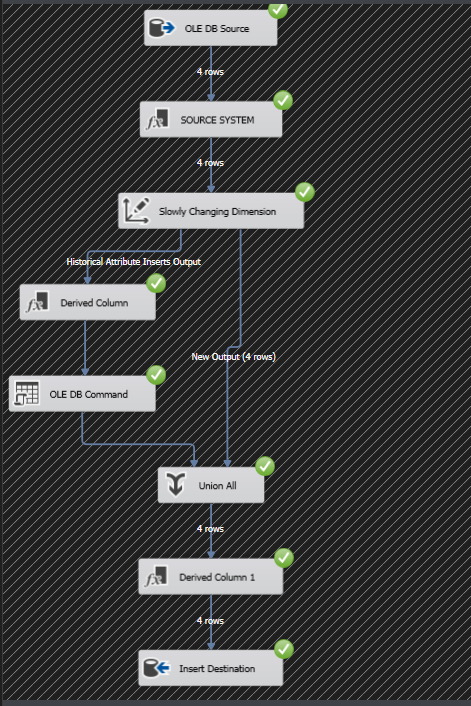 OLE DB Source
4 rows
SOURCE SYSTEM
4 rows
Slowly Changing Dimension
Historical Attribute Inserts Output
Derived Column
New Output (4 rows)
OLE DB Command
Union All
4 rows
Derived Column 1
4 rows
Insert Destination